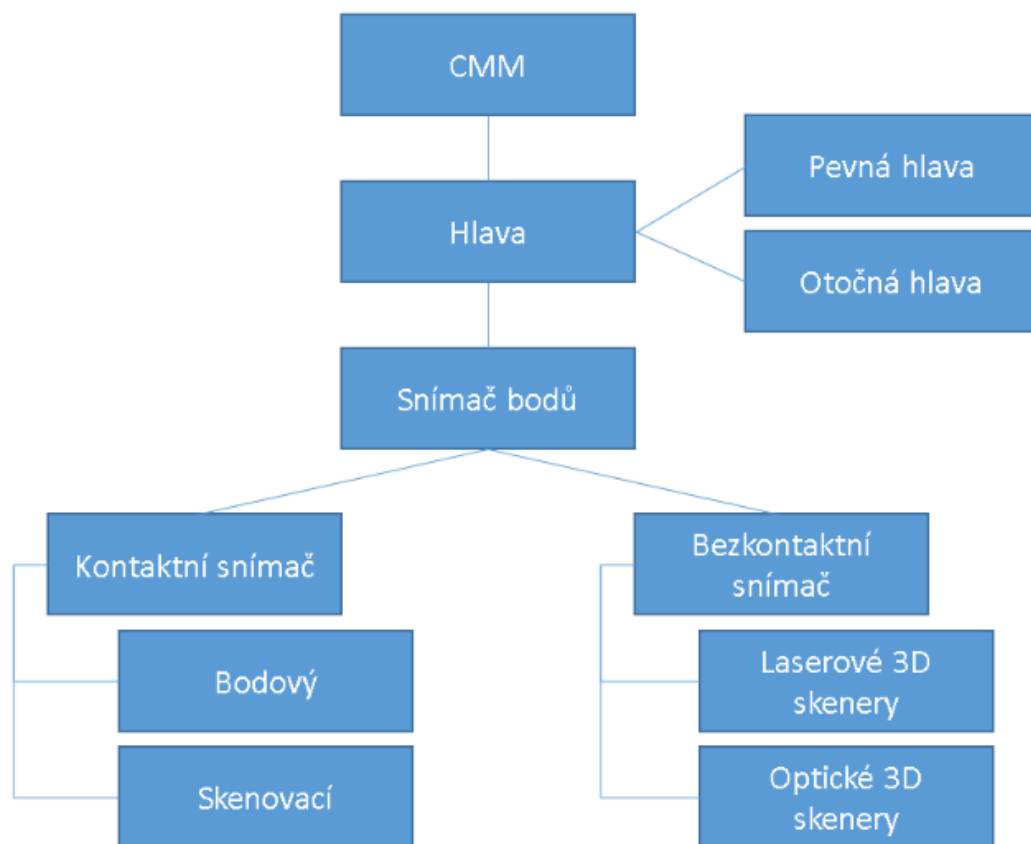 CMM
Pevná hlava
Hlava
Otočná hlava
Snímač bodů
Kontaktní snímač
Bezkontaktní
snímač
Bodový
Laserové 3D
skenery
Skenovací
Optické 3D
skenery